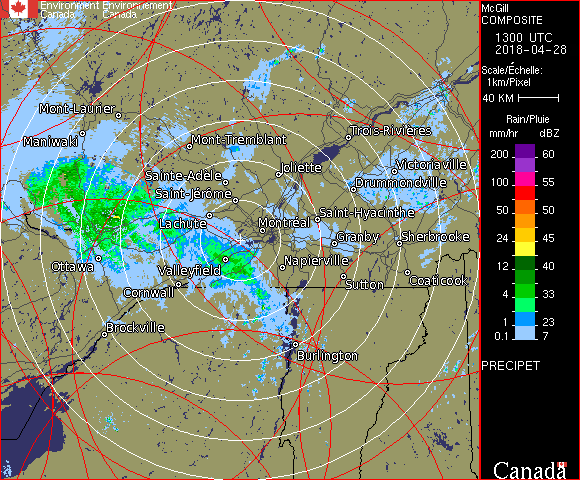 Environment Environnement
Canada Canada
Mont-Laurier
Maniwaki
Mont-Tremblant
Trois-Rivières
Joliette
Victoriaville
Sainte-Adèle
Drummondville
Saint-Jérôme
Lachute
Saint-Hyacinthe
Montréal
Granby
Sherbrooke
Ottawa
Valleyfield
Napierville
Sutton
Coaticook
Cornwall
Brockville
Burlington
McGill
COMPOSITE
1300 UTC
2018-04-28
Scale/Échelle:
1km/Pixel
40 KM
Rain/Pluie
mm/hr dBZ
200 60
100 55
50 50
24 45
12 40
4 33
1 23
0.1 7
PRECIPET
Canada